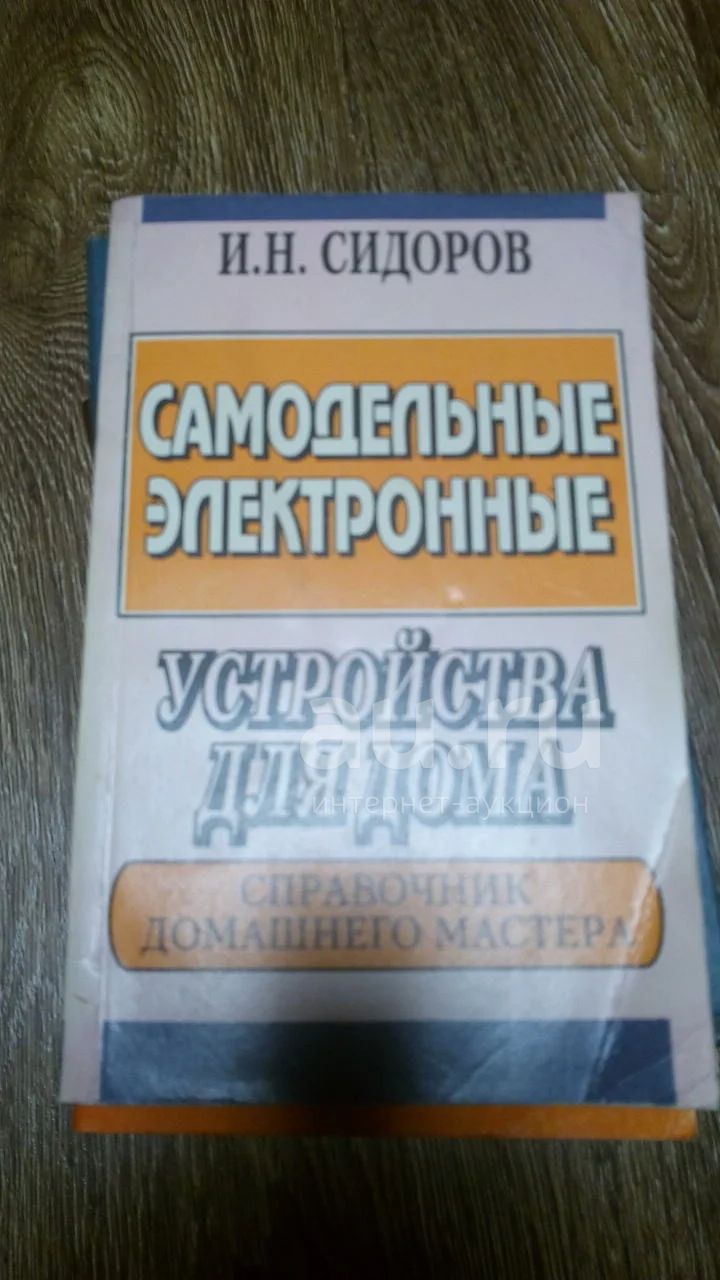 И.Н. СИДОРОВ
САМОДЕЛЬНЫЕ
ЭЛЕКТРОННЫЕ
УСТРОЙСТВА
ДЛЯ ДОМА
au.ru
интернет-аукцион
СПРАВОЧНИК
ДОМАШНЕГО МАСТЕРА